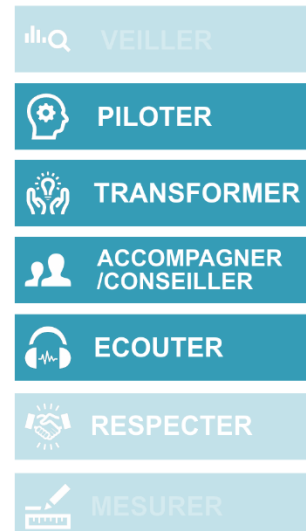 VEILLER
PILOTER
TRANSFORMER
ACCOMPAGNER
/CONSEILLER
ECOUTER
RESPECTER
MESURER